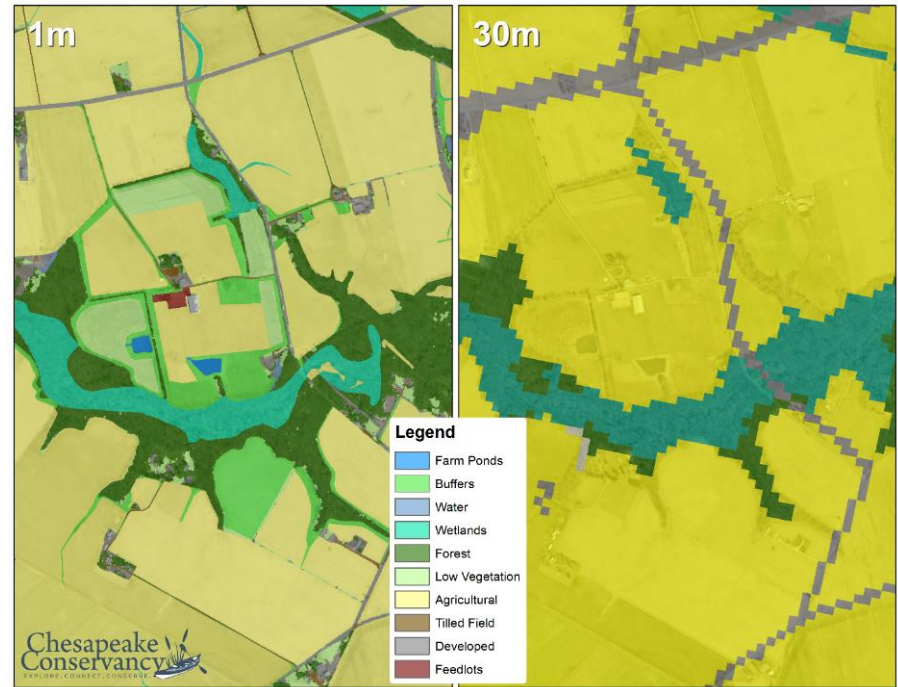 1m
30m
Legend
Farm Ponds
Buffers
Water
Wetlands
Forest
Low Vegetation
Agricultural
Tilled Field
Developed
Feedlots
Chesapeake
Conservancy
EXPLORE. CONNECT. CONSERVE.